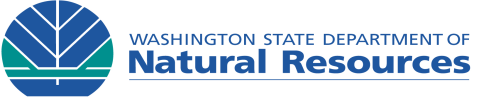 WASHINGTON STATE DEPARTMENT OF
Natural Resources